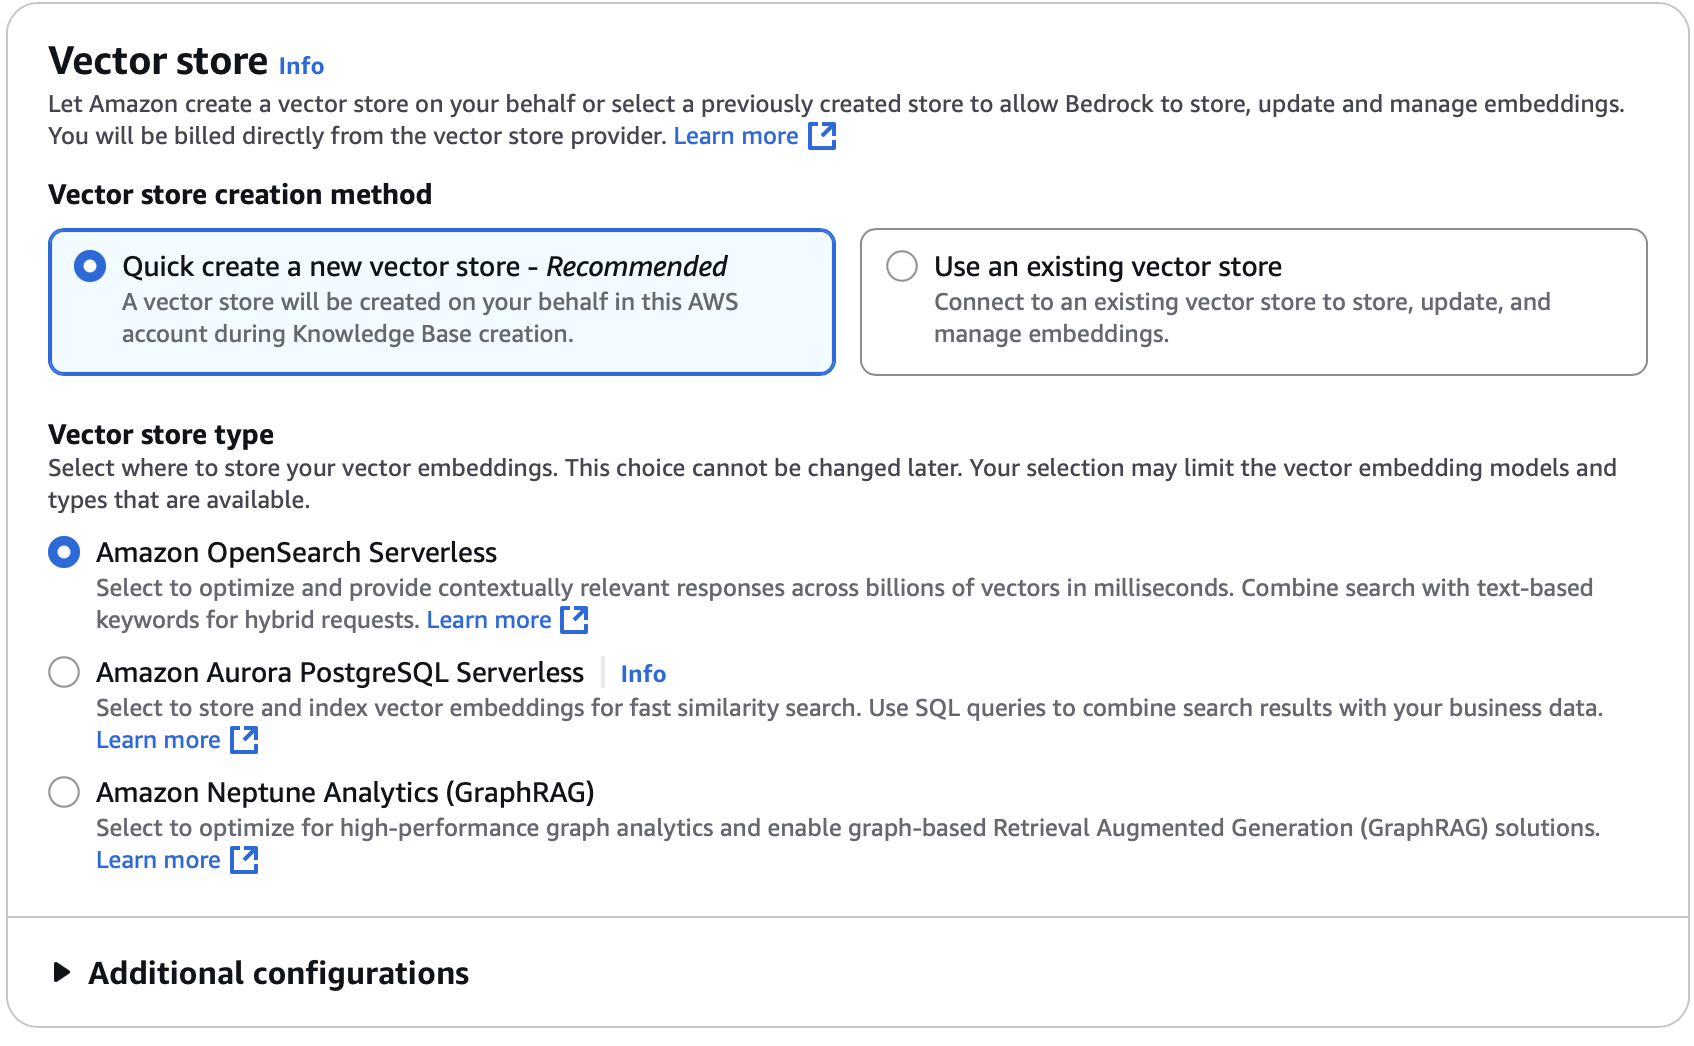 Vector store Info
Let Amazon create a vector store on your behalf or select a previously created store to allow Bedrock to store, update and manage embeddings.
You will be billed directly from the vector store provider. Learn more
Vector store creation method
Quick create a new vector store - Recommended
A vector store will be created on your behalf in this AWS
account during Knowledge Base creation.
Use an existing vector store
Connect to an existing vector store to store, update, and
manage embeddings.
Vector store type
Select where to store your vector embeddings. This choice cannot be changed later. Your selection may limit the vector embedding models and
types that are available.
Amazon OpenSearch Serverless
Select to optimize and provide contextually relevant responses across billions of vectors in milliseconds. Combine search with text-based
keywords for hybrid requests. Learn more
Amazon Aurora PostgreSQL Serverless Info
Select to store and index vector embeddings for fast similarity search. Use SQL queries to combine search results with your business data.
Learn more
Amazon Neptune Analytics (GraphRAG)
Select to optimize for high-performance graph analytics and enable graph-based Retrieval Augmented Generation (GraphRAG) solutions.
Learn more
Additional configurations